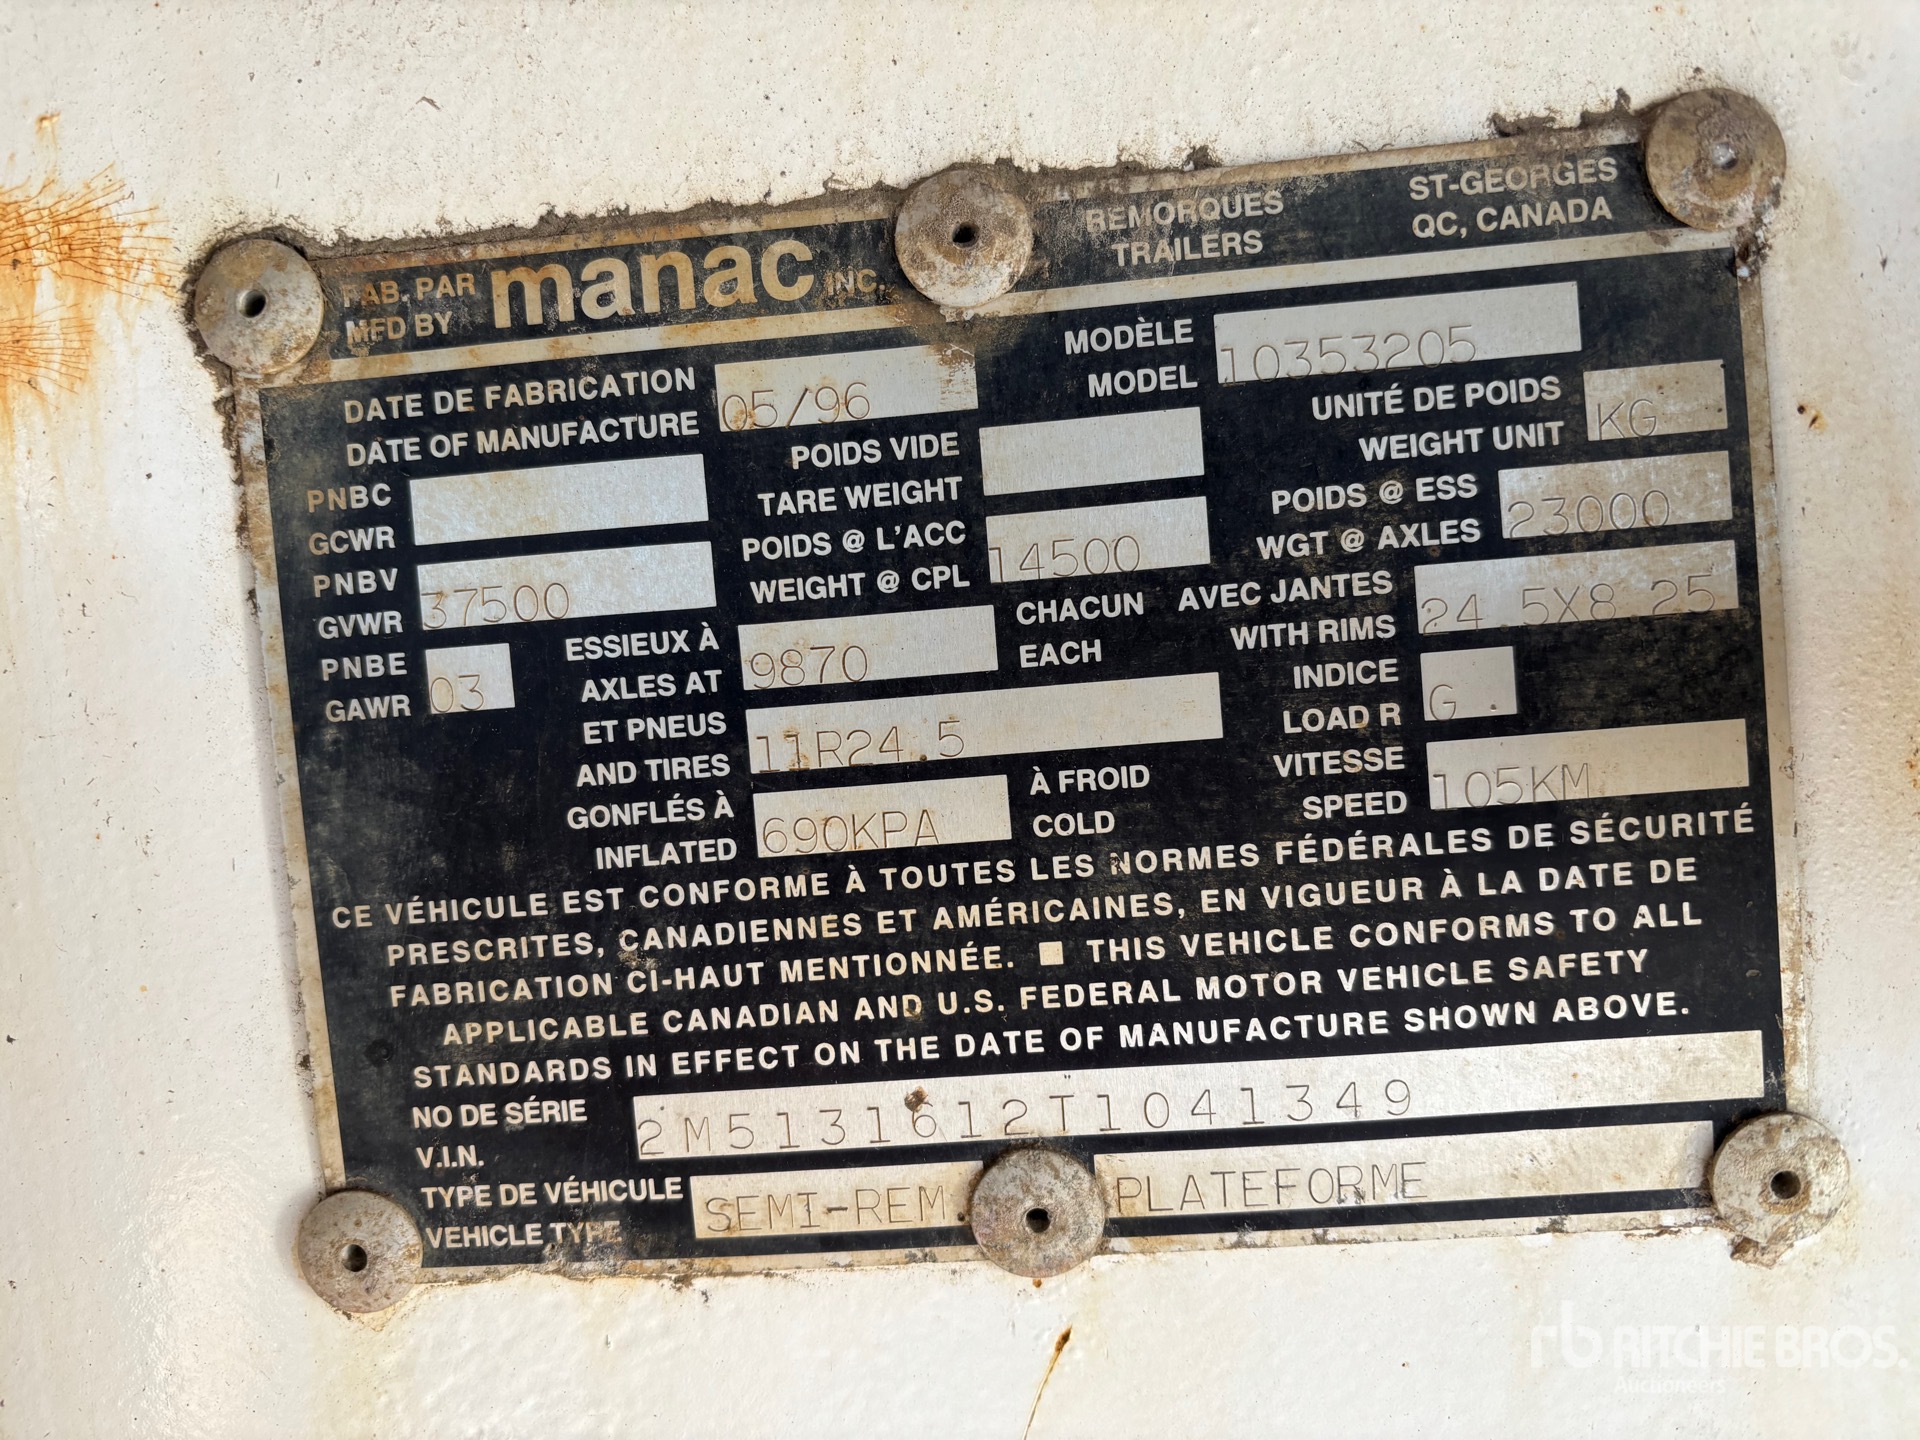 FAB. PAR manac INC. REMORQUES ST-GEORGES
MFD BY TRAILERS QC, CANADA
DATE DE FABRICATION 05/96 MODÈLE 10353205
DATE OF MANUFACTURE MODEL
PNBC POIDS VIDE UNITÉ DE POIDS KG
GCWR TARE WEIGHT WEIGHT UNIT
PNBV 37500 POIDS @ L'ACC 14500 POIDS @ ESS 23000
GVWR WEIGHT @ CPL WGT @ AXLES
PNBE 03 ESSIEUX À 9870 CHACUN AVEC JANTES 24.5X8.25
GAWR AXLES AT EACH WITH RIMS
ET PNEUS 11R24.5 INDICE G.
AND TIRES LOAD R
GONFLÉS À 690KPA À FROID VITESSE 105KM
INFLATED COLD SPEED
CE VÉHICULE EST CONFORME À TOUTES LES NORMES FÉDÉRALES DE SÉCURITÉ
PRESCRITES, CANADIENNES ET AMÉRICAINES, EN VIGUEUR À LA DATE DE
FABRICATION CI-HAUT MENTIONNÉE. ■ THIS VEHICLE CONFORMS TO ALL
APPLICABLE CANADIAN AND U.S. FEDERAL MOTOR VEHICLE SAFETY
STANDARDS IN EFFECT ON THE DATE OF MANUFACTURE SHOWN ABOVE.
NO DE SÉRIE 2M5131612T1041349
V.I.N.
TYPE DE VÉHICULE SEMI-REM PLATEFORME
VEHICLE TYPE
rb RITCHIE BROS.
Auctioneers